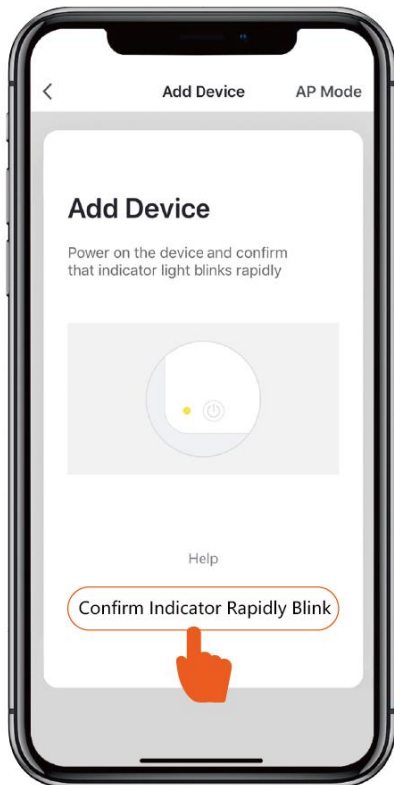 Add Device AP Mode
Add Device
Power on the device and confirm
that indicator light blinks rapidly
Help
Confirm Indicator Rapidly Blink